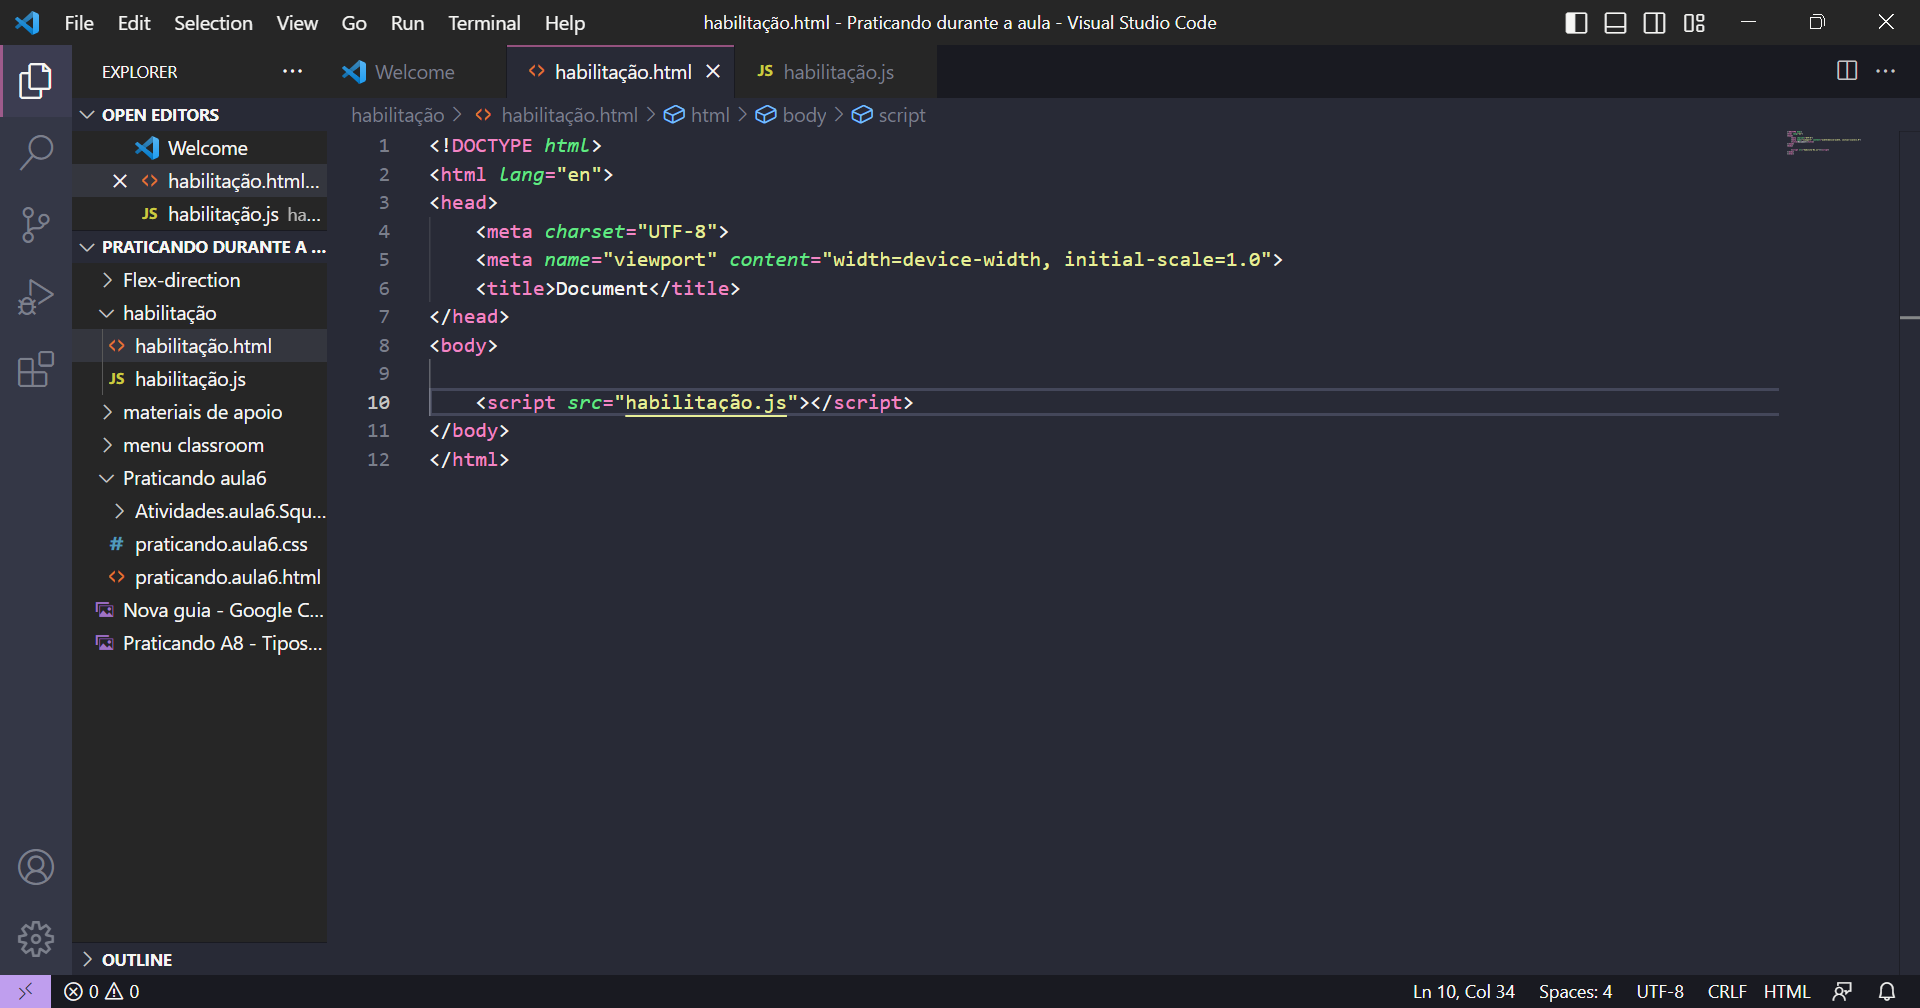 File Edit Selection View Go Run Terminal Help
habilitação.html - Praticando durante a aula - Visual Studio Code
EXPLORER
OPEN EDITORS
Welcome
habilitação.html...
JS habilitação.js ha...
PRATICANDO DURANTE A ...
Flex-direction
habilitação
habilitação.html
JS habilitação.js
materiais de apoio
menu classroom
Praticando aula6
Atividades.aula6.Squ...
# praticando.aula6.css
praticando.aula6.html
Nova guia - Google C...
Praticando A8 - Tipos...
OUTLINE
Welcome
habilitação.html
JS habilitação.js
habilitação > habilitação.html > html > body > script
1 <!DOCTYPE html>
2 <html lang="en">
3 <head>
4 <meta charset="UTF-8">
5 <meta name="viewport" content="width=device-width, initial-scale=1.0">
6 <title>Document</title>
7 </head>
8 <body>
9
10 <script src="habilitação.js"></script>
11 </body>
12 </html>
0 0
Ln 10, Col 34 Spaces: 4 UTF-8 CRLF HTML